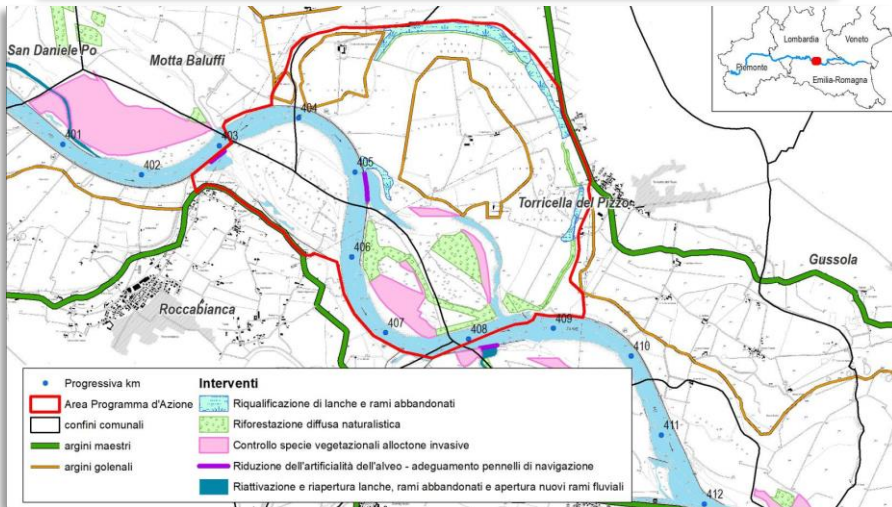 San Daniele Po
Motta Baluffi
Lombardia
Veneto
Piemonte
Emilia-Romagna
401
402
403
404
405
406
407
408
409
410
411
412
Torricella del Pizzo
Gussola
Roccabianca
Progressiva km
Area Programma d'Azione
confini comunali
argini maestri
argini golenali
Interventi
Riqualificazione di lanche e rami abbandonati
Riforestazione diffusa naturalistica
Controllo specie vegetazionali alloctone invasive
Riduzione dell'artificialità dell'alveo - adeguamento pennelli di navigazione
Riattivazione e riapertura lanche, rami abbandonati e apertura nuovi rami fluviali